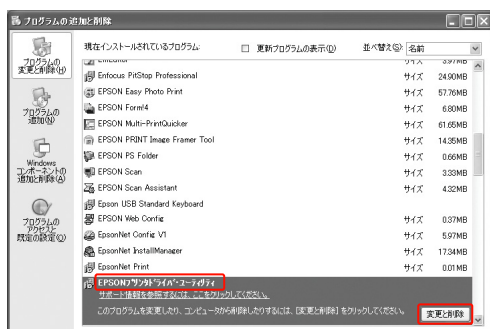 プログラムの追加と削除
プログラムの
変更と削除(H)
プログラムの
追加(N)
Windows
コンポーネントの
追加と削除(A)
プログラムの
アクセスと
既定の設定(O)
現在インストールされているプログラム:
更新プログラムの表示(D)
並べ替え(S): 名前
サイズ 3.97MB
Enfocus PitStop Professional サイズ 24.90MB
EPSON Easy Photo Print サイズ 57.76MB
EPSON Form!4 サイズ 6.80MB
EPSON Multi-PrintQuicker サイズ 61.65MB
EPSON PRINT Image Framer Tool サイズ 14.35MB
EPSON PS Folder サイズ 0.66MB
EPSON Scan サイズ 3.33MB
EPSON Scan Assistant サイズ 4.32MB
Epson USB Standard Keyboard
EPSON Web Config サイズ 0.37MB
EpsonNet Config V1 サイズ 5.97MB
EpsonNet InstallManager サイズ 17.34MB
EpsonNet Print サイズ 0.01MB
EPSONプリンタドライバ・ユーティリティ
サポート情報を参照するには、ここをクリックしてください。
このプログラムを変更したり、コンピュータから削除したりするには、[変更と削除] をクリックしてください。
変更と削除